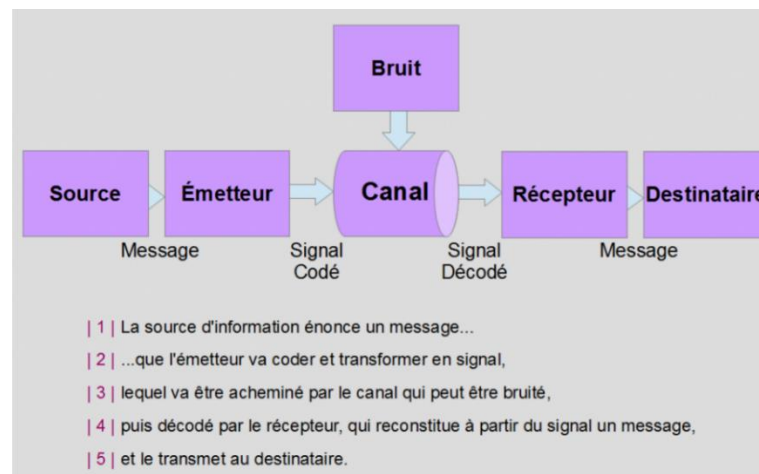 Bruit
Source
Émetteur
Canal
Récepteur
Destinataire
Message
Signal
Codé
Signal
Décodé
Message
| 1 | La source d'information énonce un message...
| 2 | ...que l'émetteur va coder et transformer en signal,
| 3 | lequel va être acheminé par le canal qui peut être bruité,
| 4 | puis décodé par le récepteur, qui reconstitue à partir du signal un message,
| 5 | et le transmet au destinataire.